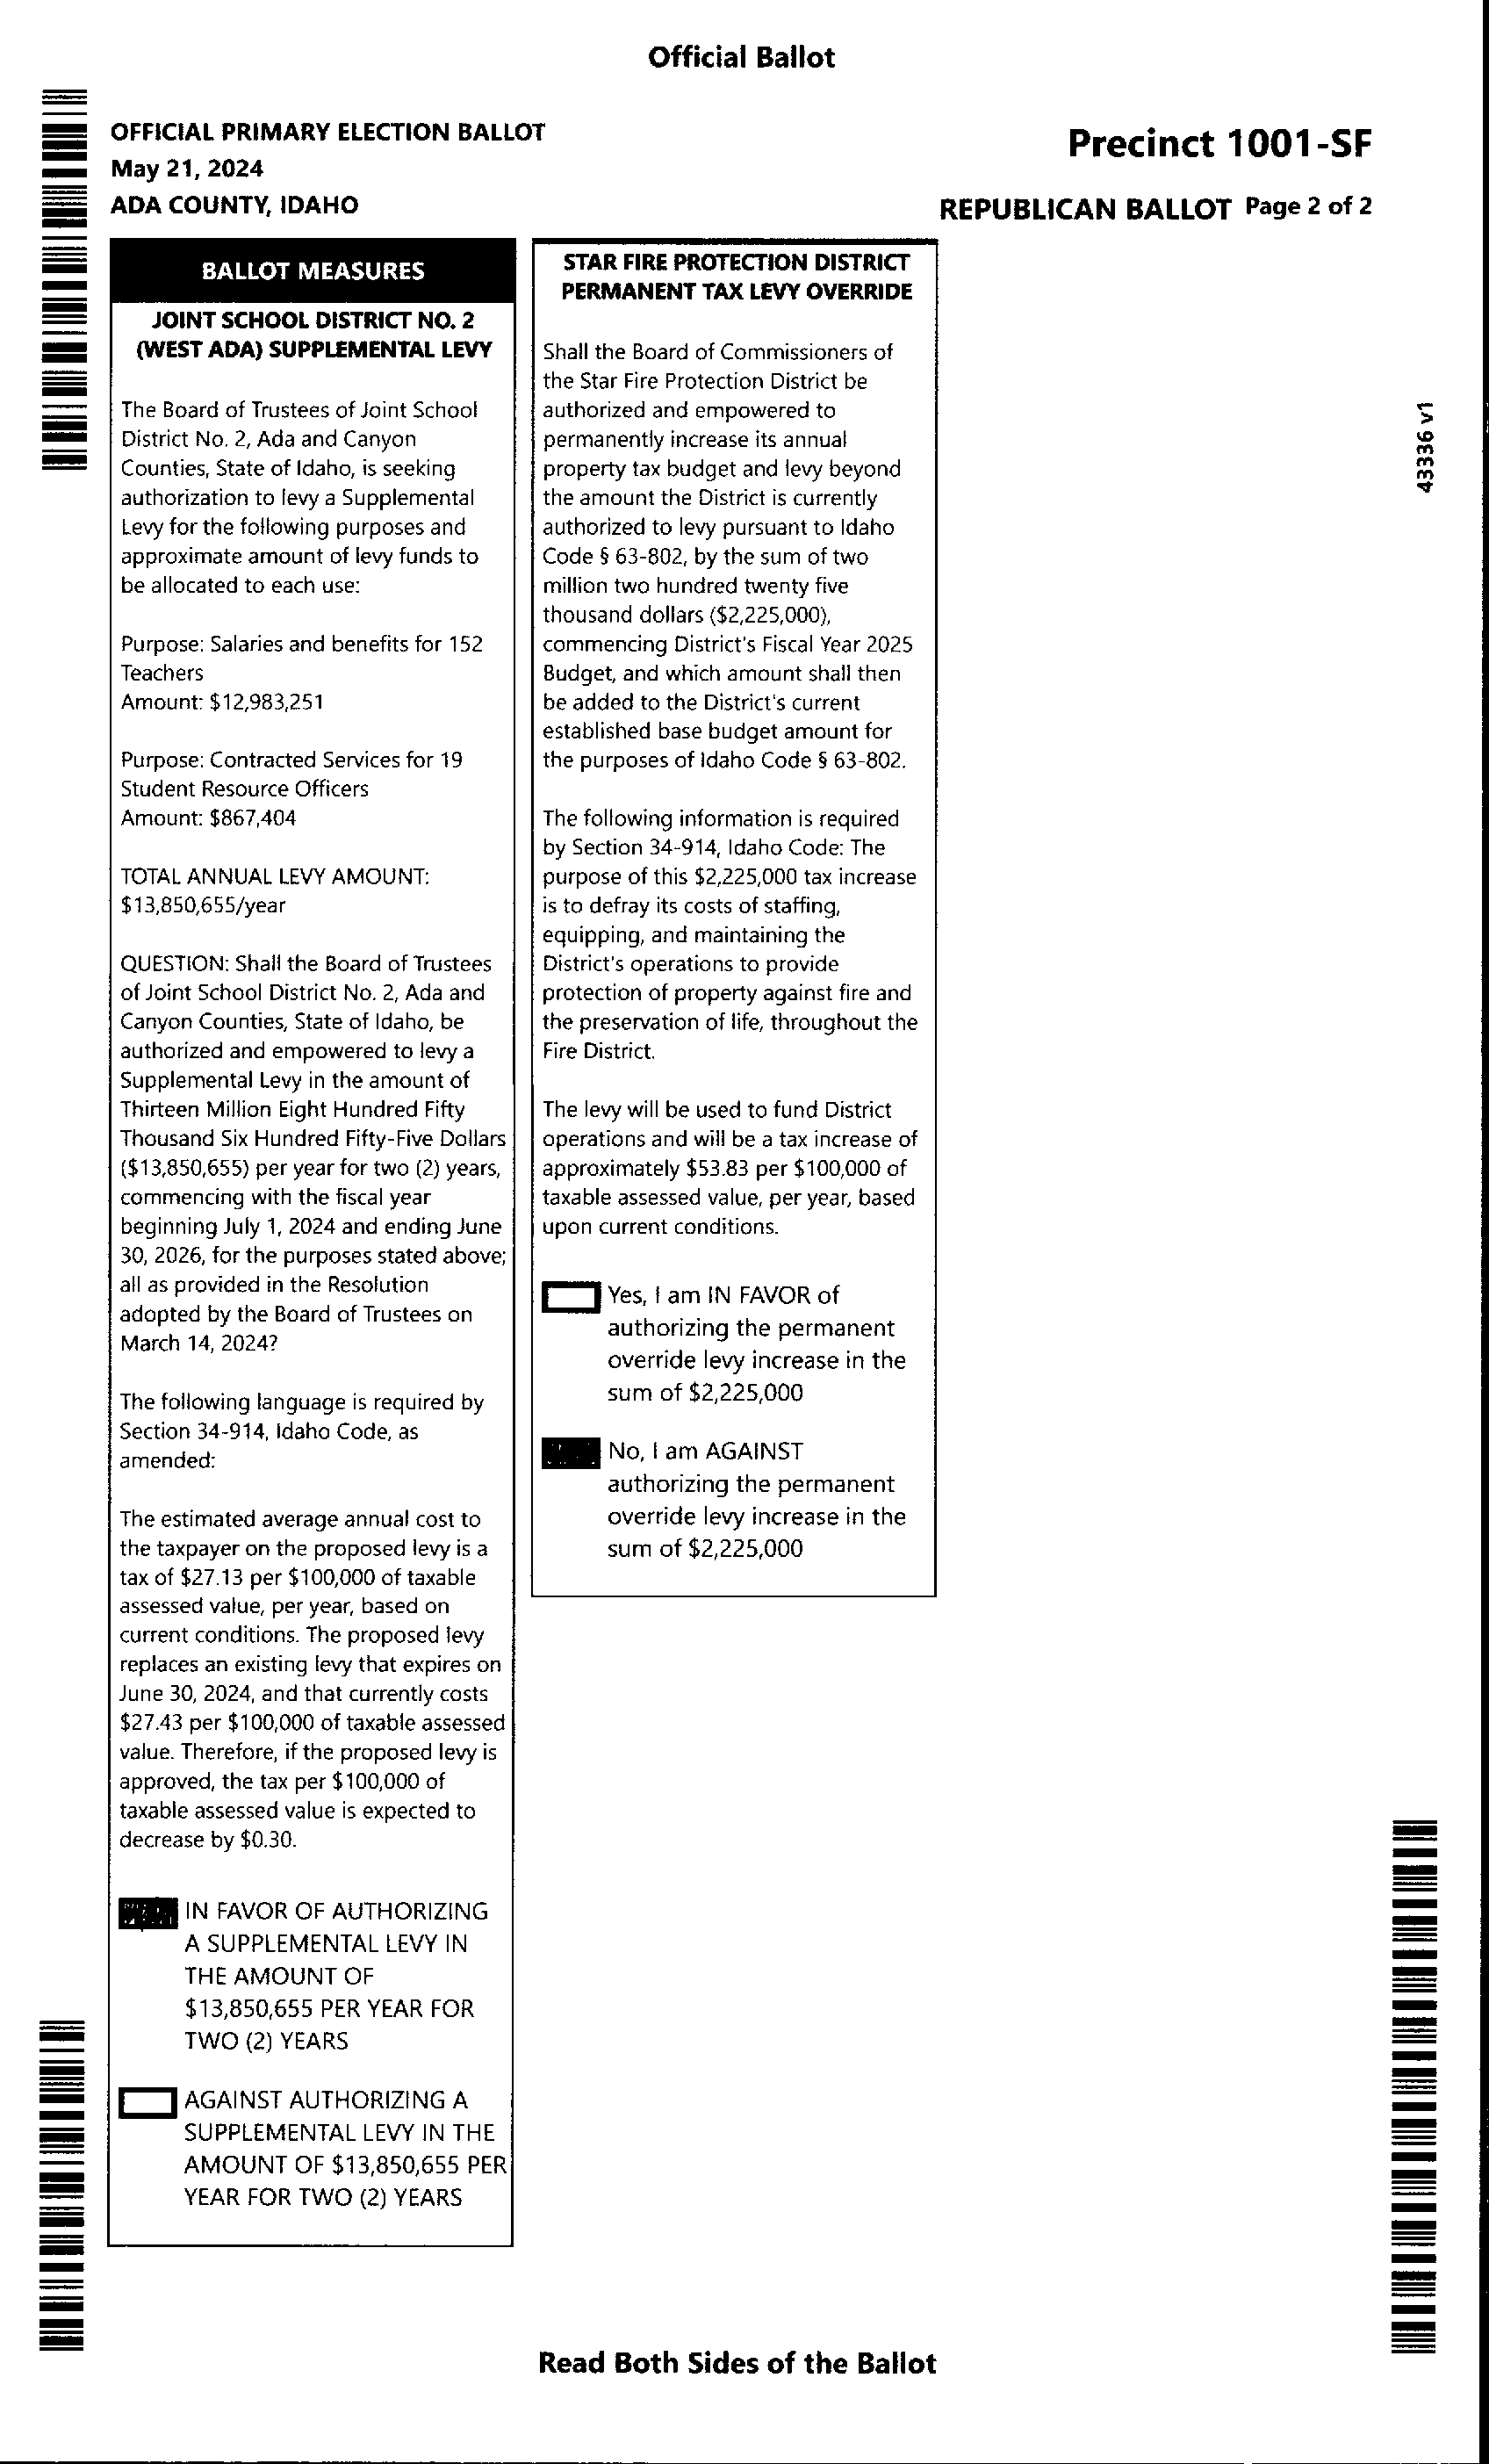 Official Ballot
OFFICIAL PRIMARY ELECTION BALLOT
May 21, 2024
ADA COUNTY, IDAHO
Precinct 1001-SF
REPUBLICAN BALLOT Page 2 of 2
BALLOT MEASURES
JOINT SCHOOL DISTRICT NO. 2
(WEST ADA) SUPPLEMENTAL LEVY
The Board of Trustees of Joint School
District No. 2, Ada and Canyon
Counties, State of Idaho, is seeking
authorization to levy a Supplemental
Levy for the following purposes and
approximate amount of levy funds to
be allocated to each use:
Purpose: Salaries and benefits for 152
Teachers
Amount: $12,983,251
Purpose: Contracted Services for 19
Student Resource Officers
Amount: $867,404
TOTAL ANNUAL LEVY AMOUNT:
$13,850,655/year
QUESTION: Shall the Board of Trustees
of Joint School District No. 2, Ada and
Canyon Counties, State of Idaho, be
authorized and empowered to levy a
Supplemental Levy in the amount of
Thirteen Million Eight Hundred Fifty
Thousand Six Hundred Fifty-Five Dollars
($13,850,655) per year for two (2) years,
commencing with the fiscal year
beginning July 1, 2024 and ending June
30, 2026, for the purposes stated above;
all as provided in the Resolution
adopted by the Board of Trustees on
March 14, 2024?
The following language is required by
Section 34-914, Idaho Code, as
amended:
The estimated average annual cost to
the taxpayer on the proposed levy is a
tax of $27.13 per $100,000 of taxable
assessed value, per year, based on
current conditions. The proposed levy
replaces an existing levy that expires on
June 30, 2024, and that currently costs
$27.43 per $100,000 of taxable assessed
value. Therefore, if the proposed levy is
approved, the tax per $100,000 of
taxable assessed value is expected to
decrease by $0.30.
IN FAVOR OF AUTHORIZING
A SUPPLEMENTAL LEVY IN
THE AMOUNT OF
$13,850,655 PER YEAR FOR
TWO (2) YEARS
AGAINST AUTHORIZING A
SUPPLEMENTAL LEVY IN THE
AMOUNT OF $13,850,655 PER
YEAR FOR TWO (2) YEARS
STAR FIRE PROTECTION DISTRICT
PERMANENT TAX LEVY OVERRIDE
Shall the Board of Commissioners of
the Star Fire Protection District be
authorized and empowered to
permanently increase its annual
property tax budget and levy beyond
the amount the District is currently
authorized to levy pursuant to Idaho
Code § 63-802, by the sum of two
million two hundred twenty five
thousand dollars ($2,225,000),
commencing District's Fiscal Year 2025
Budget, and which amount shall then
be added to the District's current
established base budget amount for
the purposes of Idaho Code § 63-802.
The following information is required
by Section 34-914, Idaho Code: The
purpose of this $2,225,000 tax increase
is to defray its costs of staffing,
equipping, and maintaining the
District's operations to provide
protection of property against fire and
the preservation of life, throughout the
Fire District.
The levy will be used to fund District
operations and will be a tax increase of
approximately $53.83 per $100,000 of
taxable assessed value, per year, based
upon current conditions.
Yes, I am IN FAVOR of
authorizing the permanent
override levy increase in the
sum of $2,225,000
No, I am AGAINST
authorizing the permanent
override levy increase in the
sum of $2,225,000
43336 v1
Read Both Sides of the Ballot